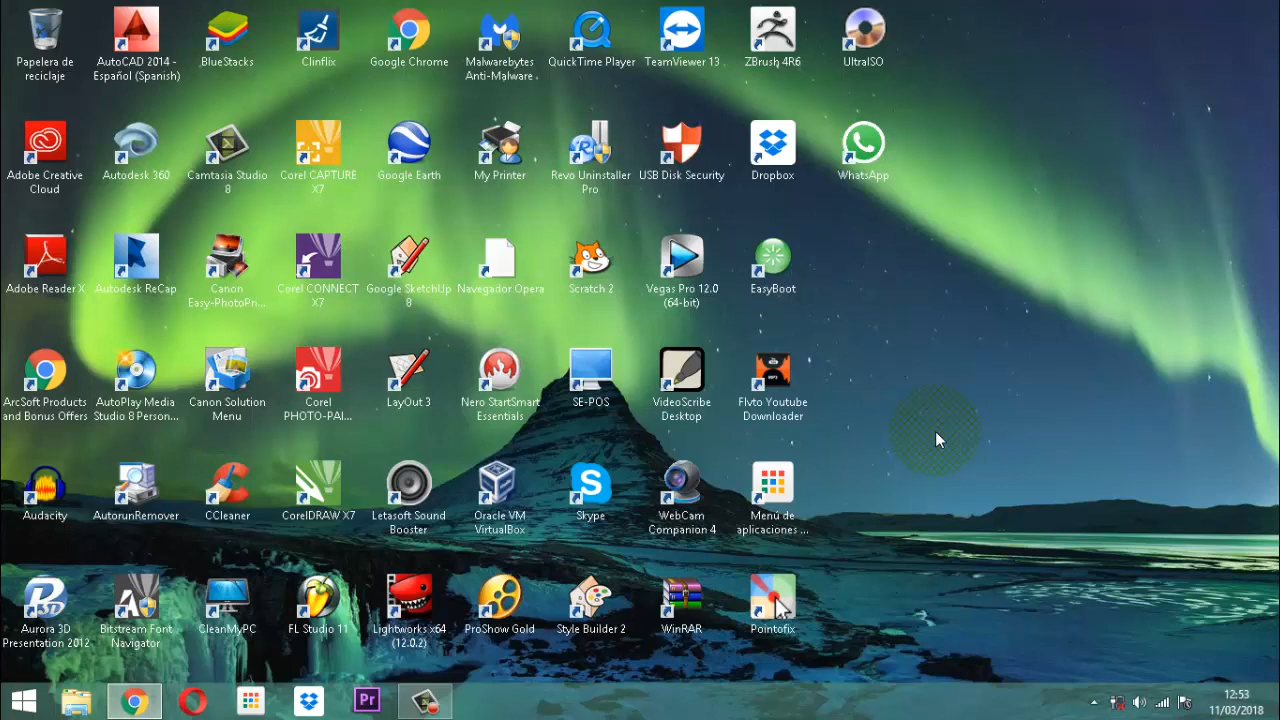 Papelera de
reciclaje
AutoCAD 2014 -
Español (Spanish)
BlueStacks
Clinflix
Google Chrome
Malwarebytes
Anti-Malware
QuickTime Player
TeamViewer 13
ZBrush 4R6
UltraISO
Adobe Creative
Cloud
Autodesk 360
Camtasia Studio
8
Corel CAPTURE
X7
Google Earth
My Printer
Revo Uninstaller
Pro
USB Disk Security
Dropbox
WhatsApp
Adobe Reader X
Autodesk ReCap
Canon
Easy-PhotoPri...
Corel CONNECT
X7
Google SketchUp
8
Navegador Opera
Scratch 2
Vegas Pro 12.0
(64-bit)
EasyBoot
ArcSoft Products
and Bonus Offers
AutoPlay Media
Studio 8 Person...
Canon Solution
Menu
Corel
PHOTO-PAI...
LayOut 3
Nero StartSmart
Essentials
SE-POS
VideoScribe
Desktop
Flvto Youtube
Downloader
MP3
Audacity
AutorunRemover
CCleaner
CorelDRAW X7
Letasoft Sound
Booster
Oracle VM
VirtualBox
Skype
WebCam
Companion 4
Menú de
aplicaciones ...
Aurora 3D
Presentation 2012
Bitstream Font
Navigator
CleanMyPC
FL Studio 11
Lightworks x64
(12.0.2)
ProShow Gold
Style Builder 2
WinRAR
Pointofix
Pr
12:53
11/03/2018